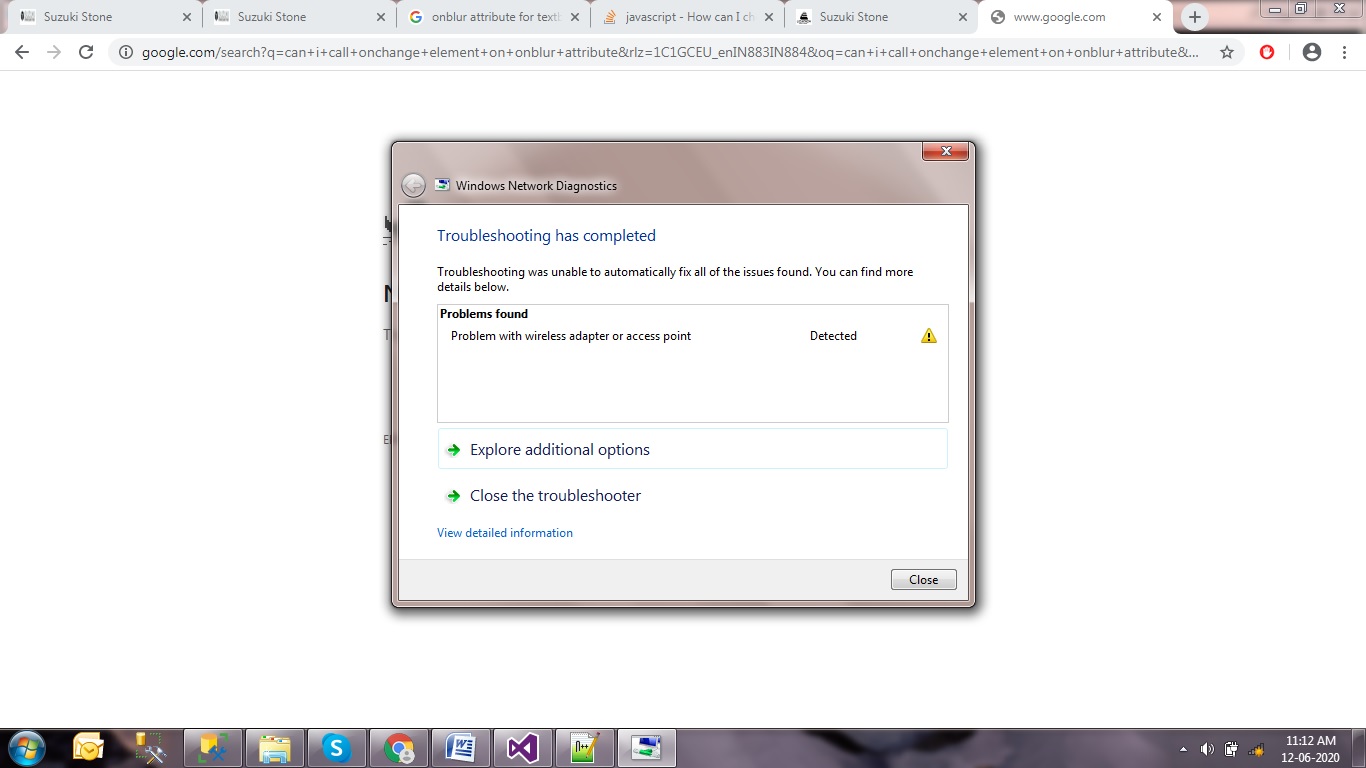 Suzuki Stone
Suzuki Stone
onblur attribute for textb
javascript - How can I ch
Suzuki Stone
www.google.com
google.com/search?q=can+i+call+onchange+element+on+onblur+attribute&rlz=1C1GCEU_enIN883IN884&oq=can+i+call+onchange+element+on+onblur+attribute&...
Windows Network Diagnostics
Troubleshooting has completed
Troubleshooting was unable to automatically fix all of the issues found. You can find more
details below.
Problems found
Problem with wireless adapter or access point Detected
Explore additional options
Close the troubleshooter
View detailed information
Close
11:12 AM
12-06-2020